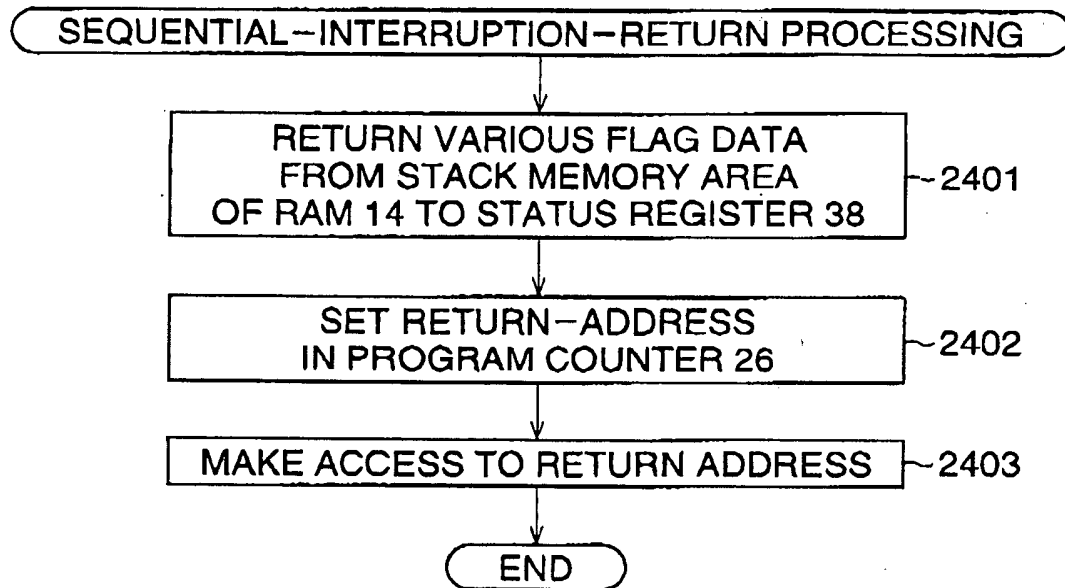 SEQUENTIAL-INTERRUPTION-RETURN PROCESSING
RETURN VARIOUS FLAG DATA
FROM STACK MEMORY AREA
OF RAM 14 TO STATUS REGISTER 38
2401
SET RETURN-ADDRESS
IN PROGRAM COUNTER 26
2402
MAKE ACCESS TO RETURN ADDRESS
2403
END